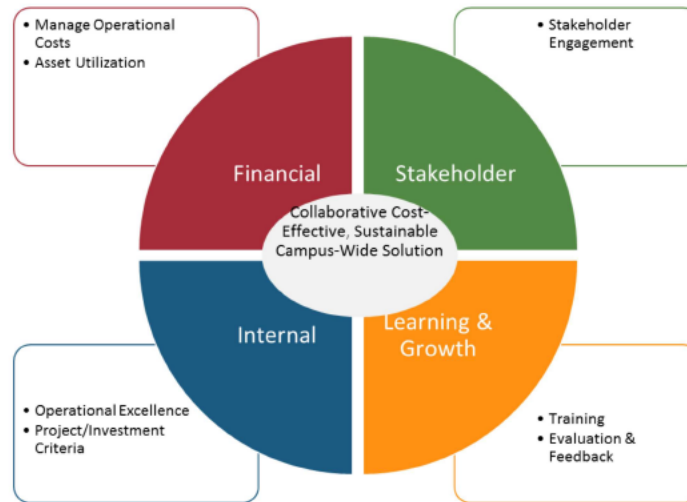 • Manage Operational
Costs
• Asset Utilization
• Stakeholder
Engagement
Financial
Stakeholder
Collaborative Cost-
Effective, Sustainable
Campus-Wide Solution
Internal
Learning &
Growth
• Operational Excellence
• Project/Investment
Criteria
• Training
• Evaluation &
Feedback